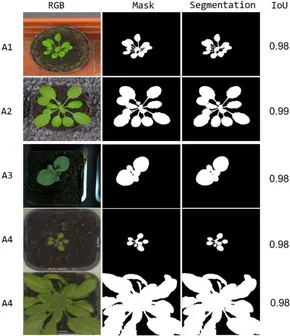 RGB Mask Segmentation IoU
A1 0.98
A2 0.99
A3 0.98
A4 0.98
A4 0.98